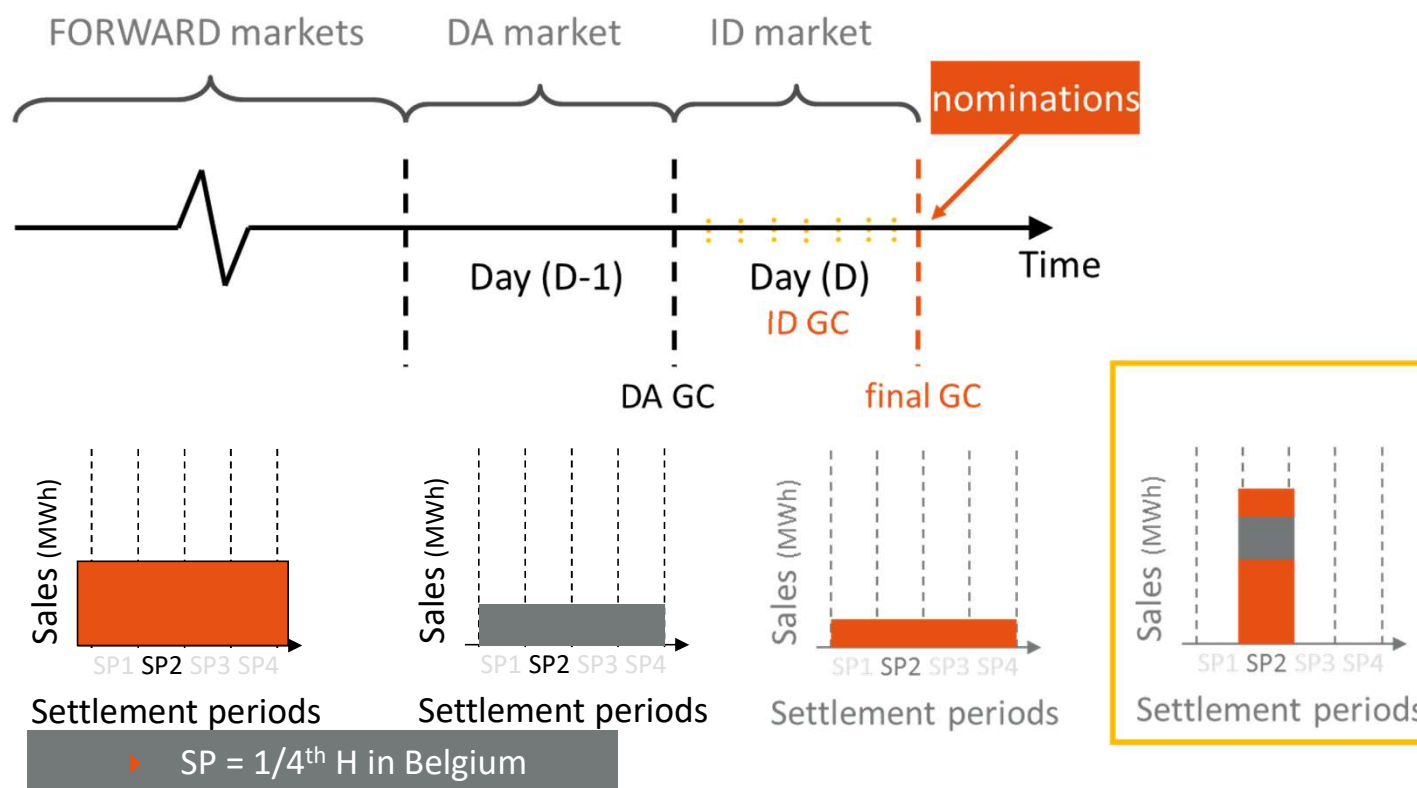 FORWARD markets
DA market
ID market
nominations
Time
Day (D-1)
Day (D)
ID GC
DA GC
final GC
Sales (MWh)
SP1 SP2 SP3 SP4
Settlement periods
Sales (MWh)
SP1 SP2 SP3 SP4
Settlement periods
Sales (MWh)
SP1 SP2 SP3 SP4
Settlement periods
Sales (MWh)
SP1 SP2 SP3 SP4
Settlement periods
SP = 1/4th H in Belgium